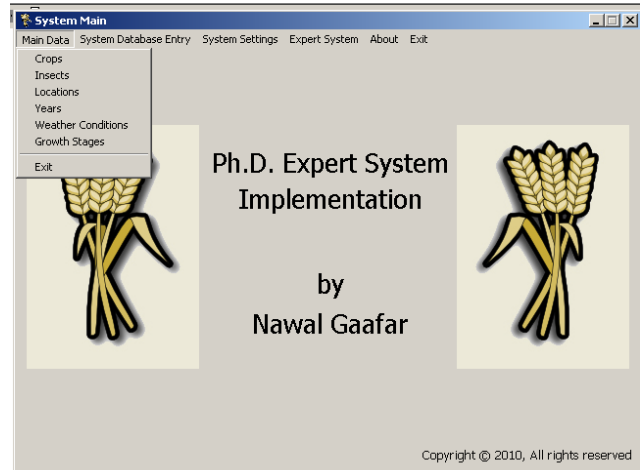 System Main
Main Data System Database Entry System Settings Expert System About Exit
Crops
Insects
Locations
Years
Weather Conditions
Growth Stages
Exit
Ph.D. Expert System
Implementation
by
Nawal Gaafar
Copyright © 2010, All rights reserved